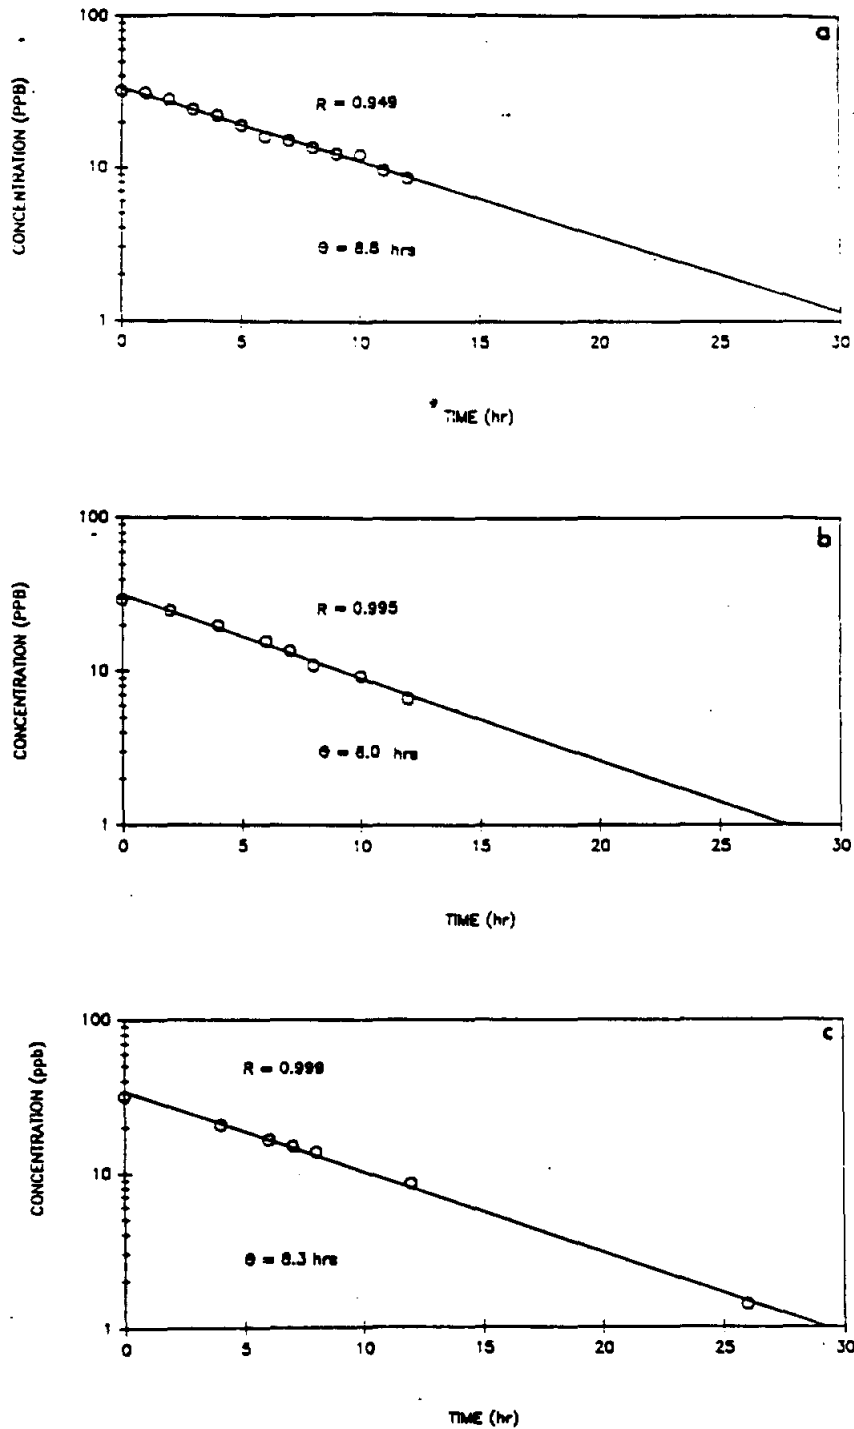 100
a
CONCENTRATION (PPB)
R = 0.949
10
θ = 8.8 hrs
1
0 5 10 15 20 25 30
TIME (hr)
100
b
CONCENTRATION (PPB)
R = 0.995
10
θ = 8.0 hrs
1
0 5 10 15 20 25 30
TIME (hr)
100
c
CONCENTRATION (ppb)
R = 0.999
10
θ = 8.3 hrs
1
0 5 10 15 20 25 30
TIME (hr)